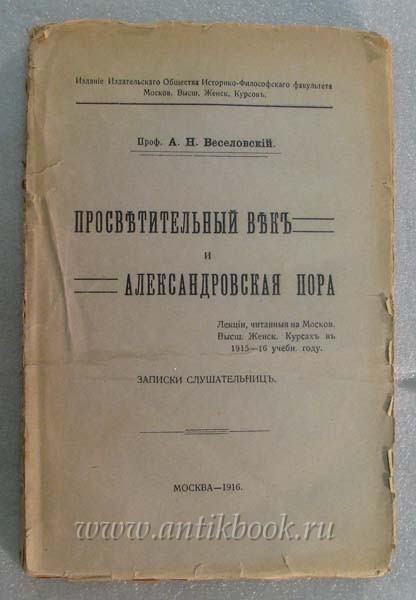 Изданіе Издательскаго Общества Историко-Философскаго факультета
Москов. Высш. Женск. Курсовъ.
Проф. А. Н. Веселовскій.
ПРОСВѢТИТЕЛЬНЫЙ ВѢКЪ
И
АЛЕКСАНДРОВСКАЯ ПОРА
Лекціи, читанныя на Москов.
Высш. Женск. Курсахъ въ
1915—16 учебн. году.
ЗАПИСКИ СЛУШАТЕЛЬНИЦЪ.
МОСКВА—1916.
www.antikbook.ru